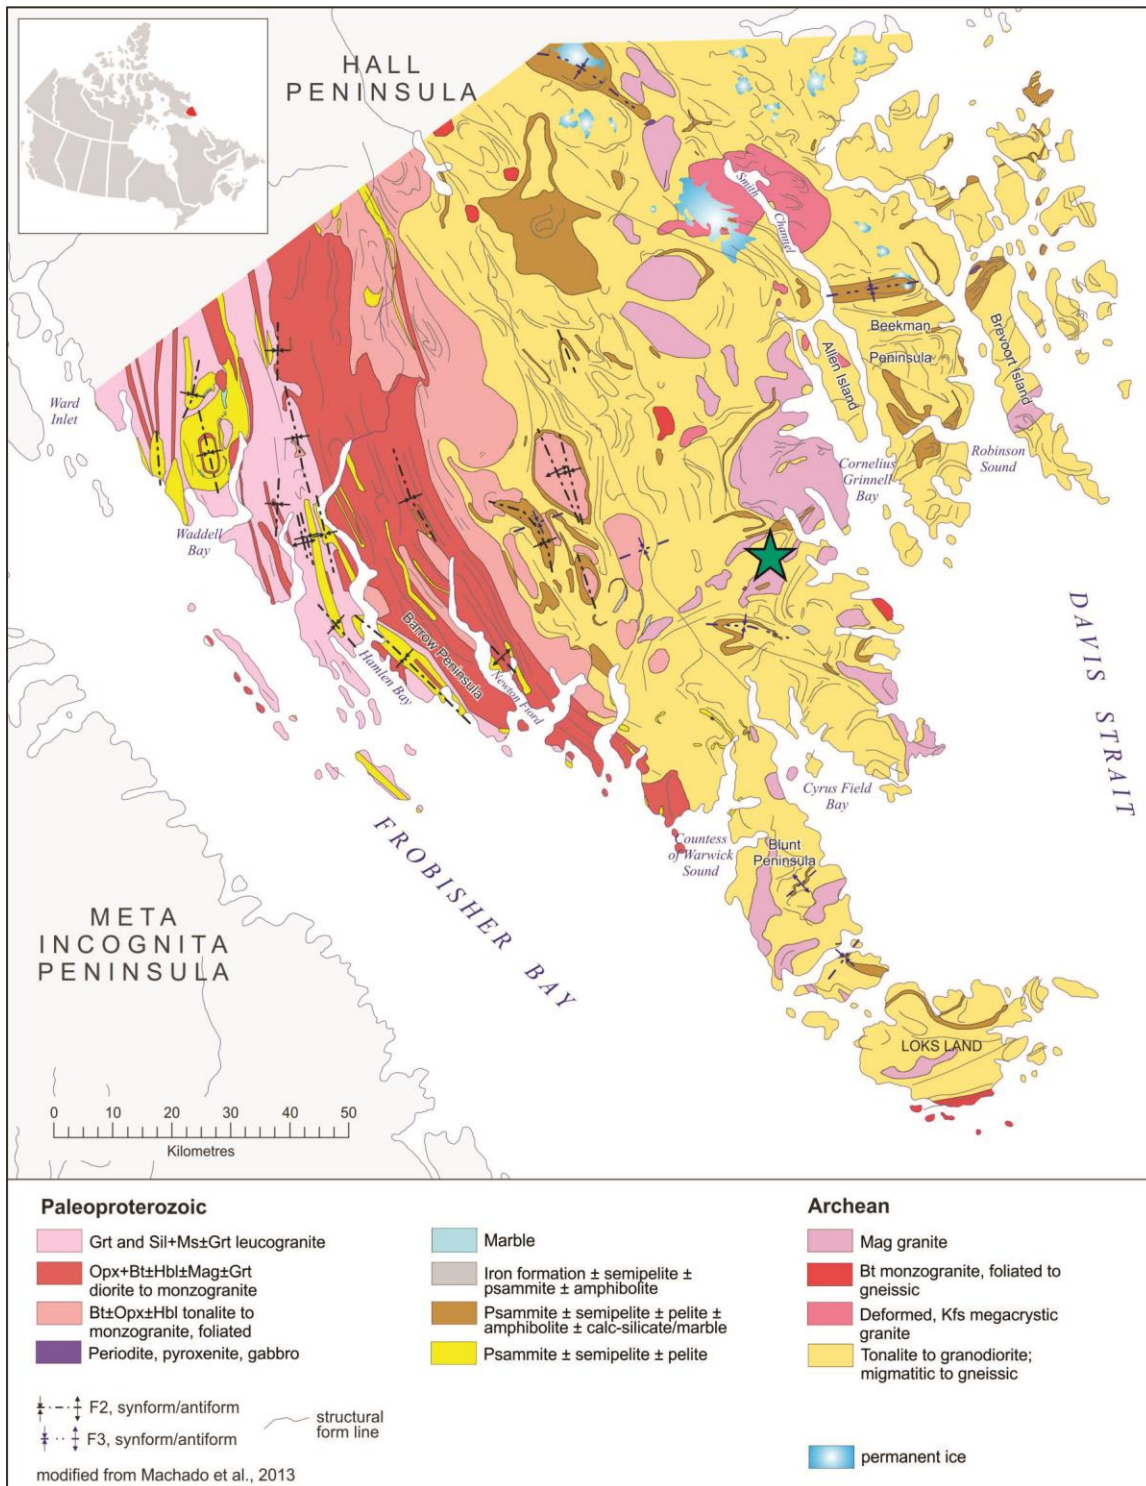 HALL
PENINSULA
Smith
Channel
Beekman
Peninsula
Brevoort Island
Allen Island
Ward
Inlet
Cornelius
Grinnell
Bay
Robinson
Sound
Waddell
Bay
Barrow Peninsula
Hamlen Bay
Newton Fiord
DAVIS STRAIT
Cyrus Field
Bay
Countess
of Warwick
Sound
Blunt
Peninsula
FROBISHER BAY
META
INCOGNITA
PENINSULA
LOKS LAND
0 10 20 30 40 50
Kilometres
Paleoproterozoic
Grt and Sil+Ms±Grt leucogranite
Opx+Bt±Hbl±Mag±Grt
diorite to monzogranite
Bt±Opx±Hbl tonalite to
monzogranite, foliated
Periodite, pyroxenite, gabbro
F2, synform/antiform
F3, synform/antiform
structural
form line
modified from Machado et al., 2013
Marble
Iron formation ± semipelite ±
psammite ± amphibolite
Psammite ± semipelite ± pelite ±
amphibolite ± calc-silicate/marble
Psammite ± semipelite ± pelite
Archean
Mag granite
Bt monzogranite, foliated to
gneissic
Deformed, Kfs megacrystic
granite
Tonalite to granodiorite;
migmatitic to gneissic
permanent ice